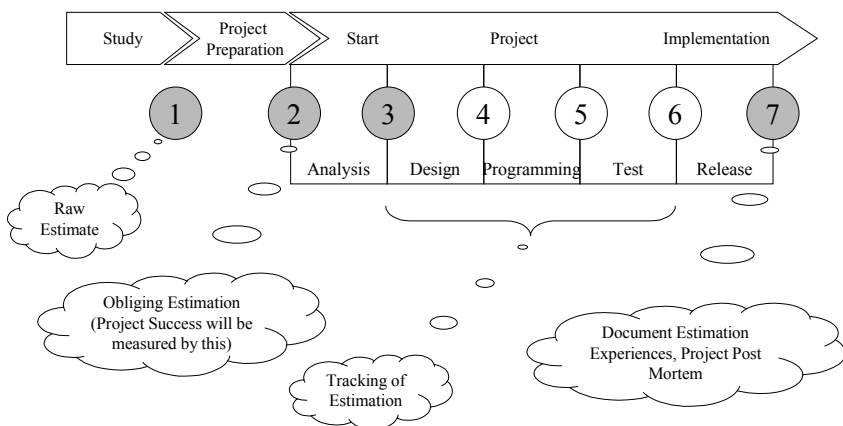 Study
Project
Preparation
Start
Project
Implementation
1
2
3
4
5
6
7
Analysis
Design
Programming
Test
Release
Raw
Estimate
Obliging Estimation
(Project Success will be
measured by this)
Tracking of
Estimation
Document Estimation
Experiences, Project Post
Mortem